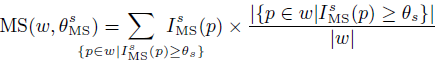 MS(w, θ^s_MS) = ∑_{\{p∈w|I^s_MS(p)≥θ_s\}} I^s_MS(p) × |{p ∈ w|I^s_MS(p) ≥ θ_s}| / |w|